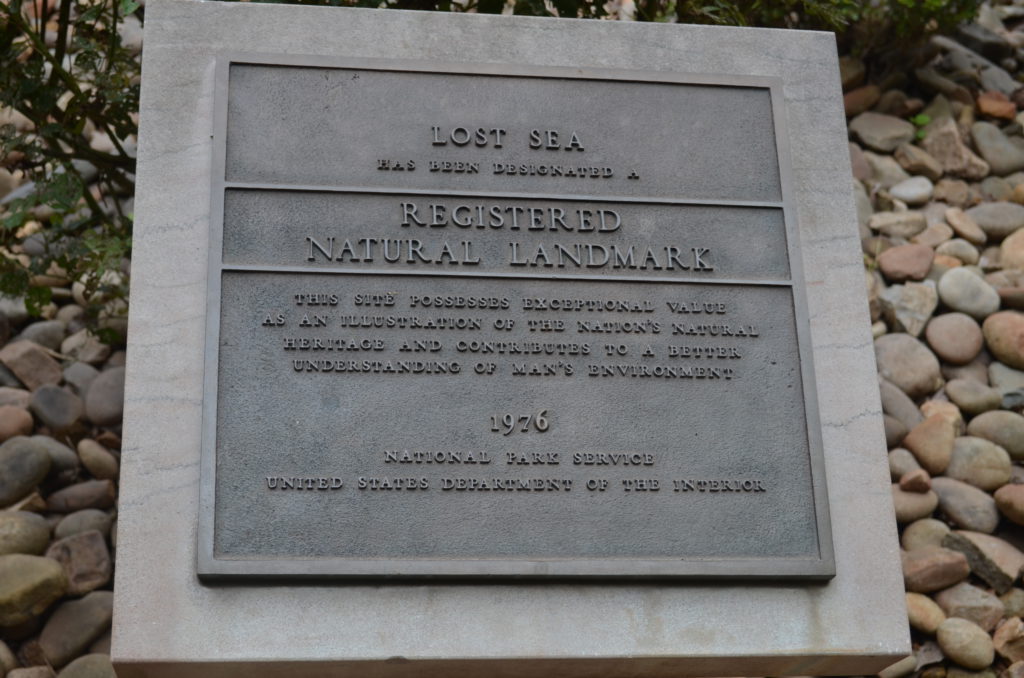 LOST SEA
HAS BEEN DESIGNATED A
REGISTERED
NATURAL LANDMARK
THIS SITE POSSESSES EXCEPTIONAL VALUE
AS AN ILLUSTRATION OF THE NATION'S NATURAL
HERITAGE AND CONTRIBUTES TO A BETTER
UNDERSTANDING OF MAN'S ENVIRONMENT
1976
NATIONAL PARK SERVICE
UNITED STATES DEPARTMENT OF THE INTERIOR